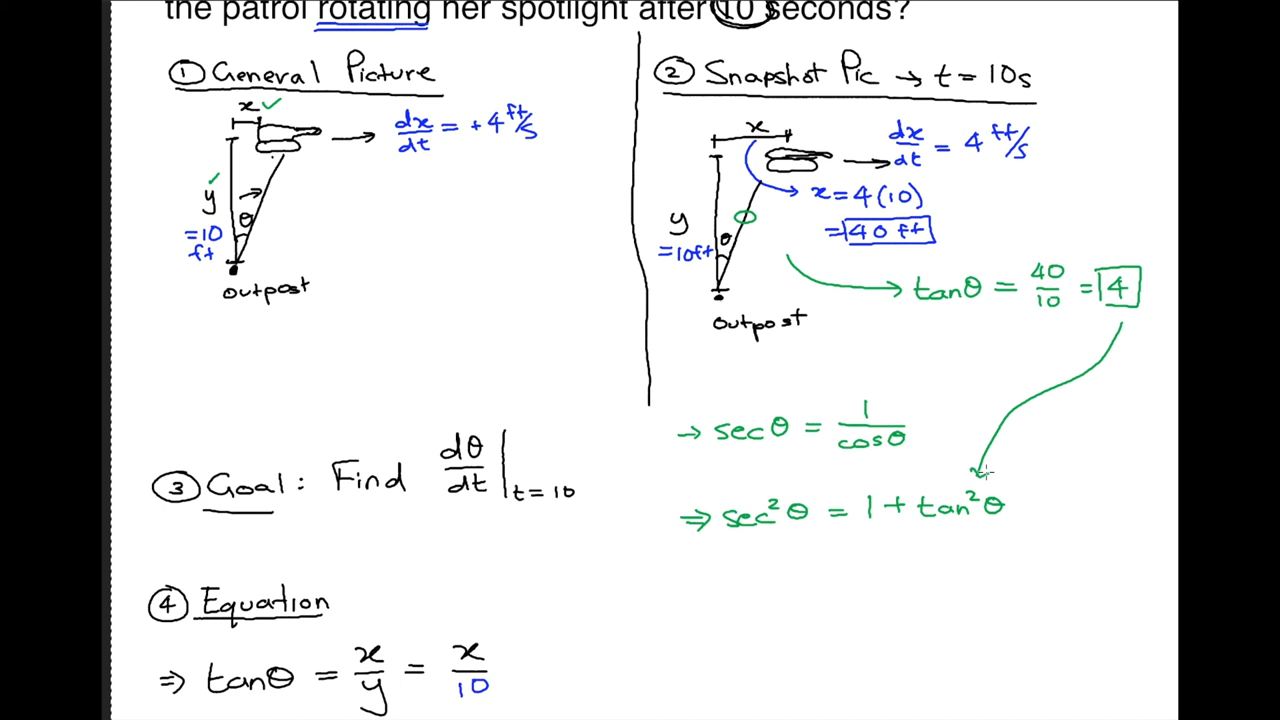 the patrol rotating her spotlight after 10 seconds?
① General Picture
x ✓
dx/dt = +4 ft/s
y ✓
= 10 ft
θ
Outpost
② Snapshot Pic → t = 10s
x
dx/dt = 4 ft/s
x = 4(10)
= 40 ft
y
= 10ft
θ
Outpost
tanθ = 40/10 = 4
→ secθ = 1/cosθ
⇒ sec²θ = 1 + tan²θ
③ Goal: Find dθ/dt | t = 10
④ Equation
⇒ tanθ = x/y = x/10